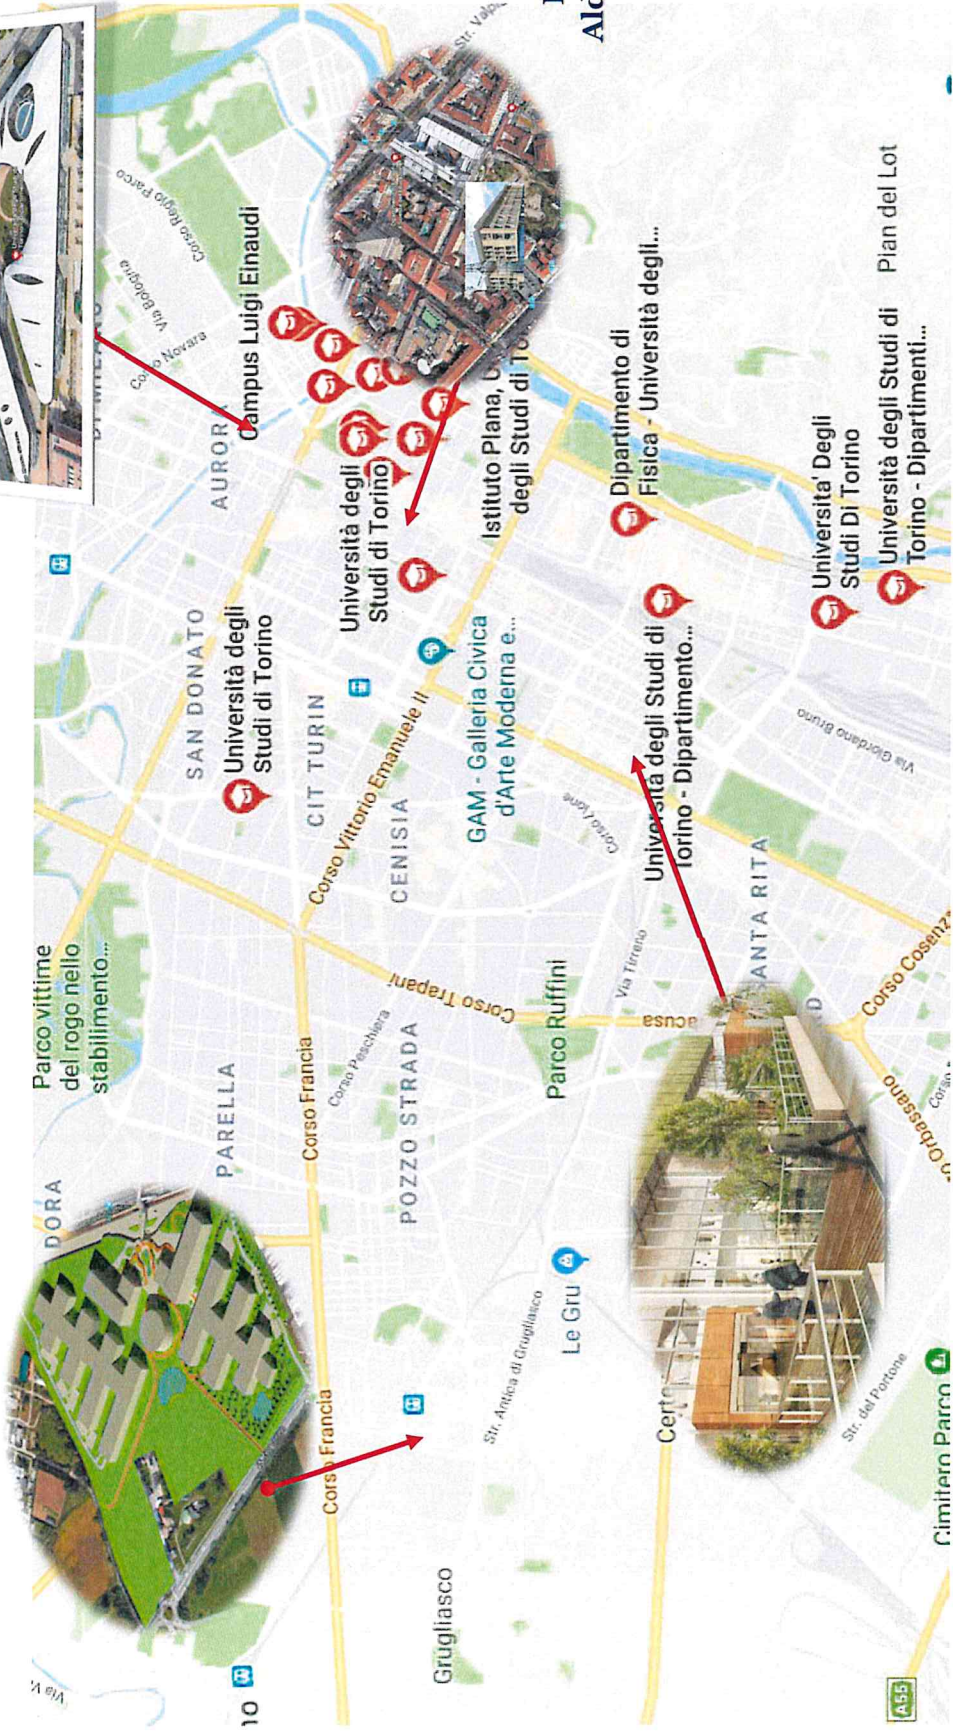 Parco vittime
del rogo nello
stabilimento...
DORA
PARELLA
SAN DONATO
AURORA
Università degli
Studi di Torino
CIT TURIN
Corso Regio Parco
Via Bologna
Corso Novara
Campus Luigi Einaudi
Università degli
Studi di Torino
Corso Francia
Corso Francia
Corso Vittorio Emanuele II
Corso Peschiera
Corso Trapani
CENISIA
POZZO STRADA
GAM - Galleria Civica
d'Arte Moderna e...
Istituto Plana, U
degli Studi di To
Str. Antica di Grugliasco
Grugliasco
Le Gru
Parco Ruffini
Via Tirreno
Dipartimento di
Fisica - Università degli...
Università degli Studi di
Torino - Dipartimento...
SANTA RITA
Via Giordano Bruno
Universita' Degli
Studi Di Torino
Università degli Studi di
Torino - Dipartimenti...
Pian del Lot
Str. del Portone
Corso Cosenza
Orbassano
Cimitero Parco
A55